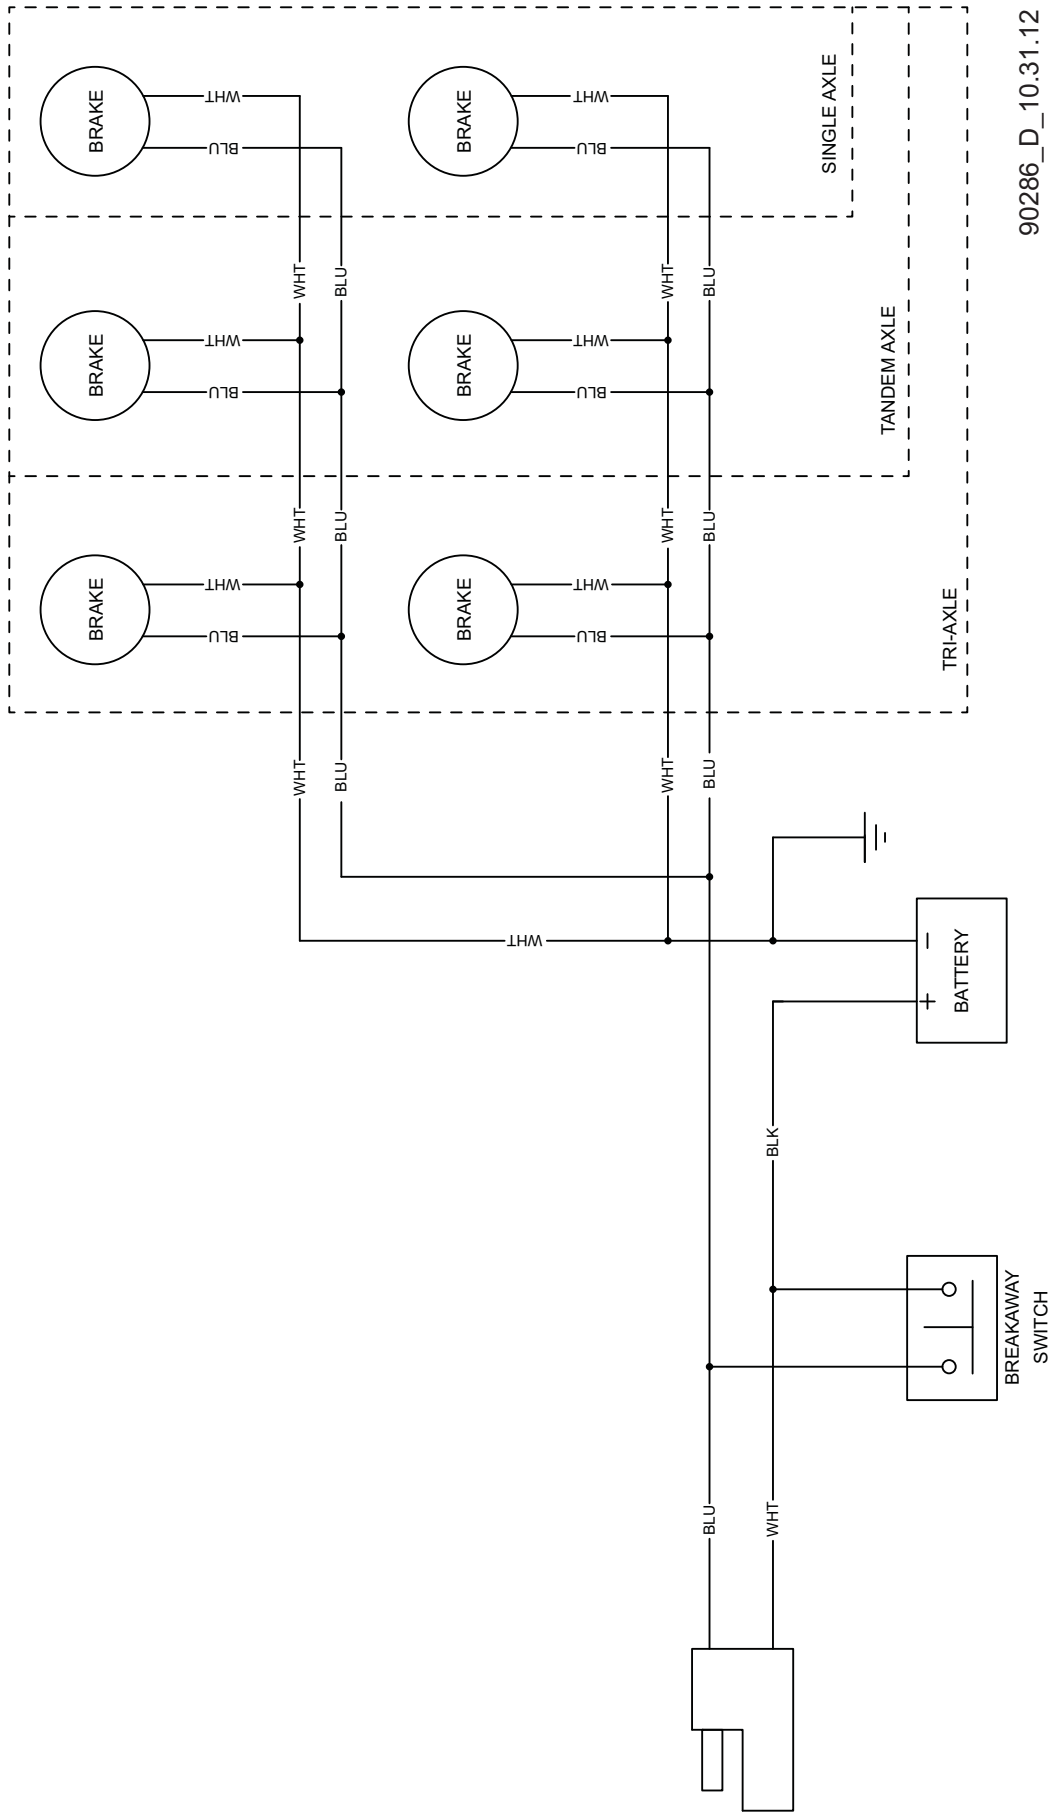 BRAKE
WHT
BLU
BRAKE
WHT
BLU
SINGLE AXLE
WHT
BLU
WHT
BLU
BRAKE
WHT
BLU
BRAKE
WHT
BLU
TANDEM AXLE
WHT
BLU
WHT
BLU
BRAKE
WHT
BLU
BRAKE
WHT
BLU
TRI-AXLE
WHT
BLU
WHT
BLU
WHT
−
+
BATTERY
BLK
BREAKAWAY
SWITCH
BLU
WHT
90286_D_10.31.12